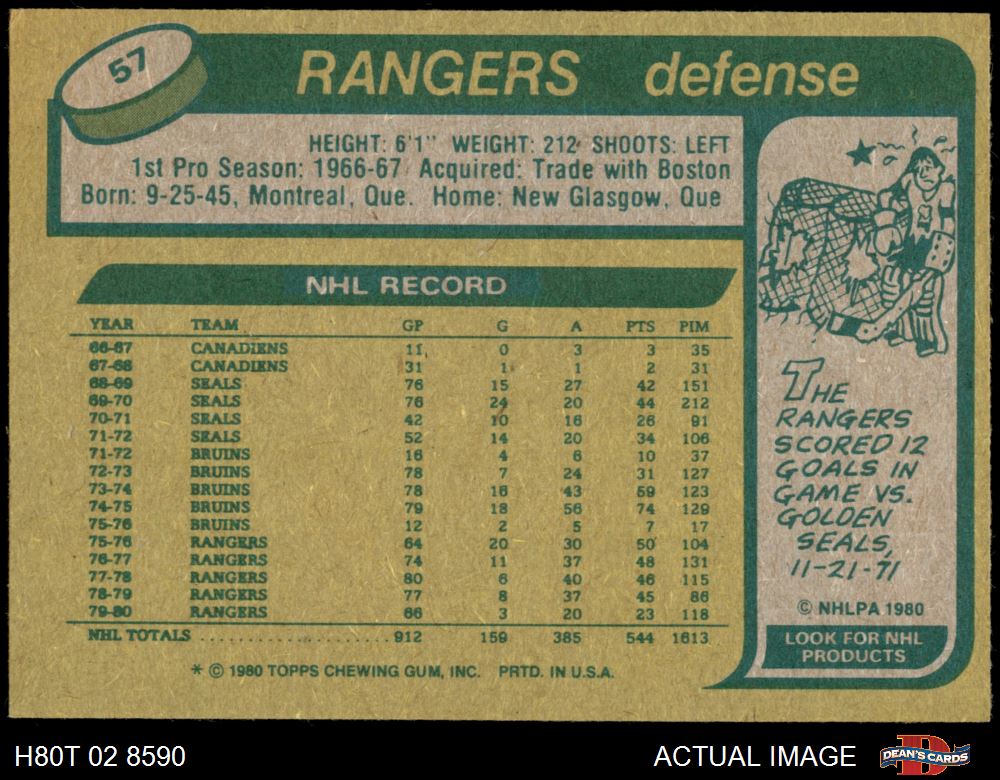 57
RANGERS defense
HEIGHT: 6'1" WEIGHT: 212 SHOOTS: LEFT
1st Pro Season: 1966-67 Acquired: Trade with Boston
Born: 9-25-45, Montreal, Que. Home: New Glasgow, Que
NHL RECORD
YEAR TEAM GP G A PTS PIM
66-67 CANADIENS 11 0 3 3 35
67-68 CANADIENS 31 1 1 2 31
68-69 SEALS 76 15 27 42 151
69-70 SEALS 76 24 20 44 212
70-71 SEALS 42 10 16 26 91
71-72 SEALS 52 14 20 34 106
71-72 BRUINS 16 4 6 10 37
72-73 BRUINS 78 7 24 31 127
73-74 BRUINS 78 16 43 59 123
74-75 BRUINS 79 18 56 74 129
75-76 BRUINS 12 2 5 7 17
75-76 RANGERS 64 20 30 50 104
76-77 RANGERS 74 11 37 48 131
77-78 RANGERS 80 6 40 46 115
78-79 RANGERS 77 8 37 45 86
79-80 RANGERS 66 3 20 23 118
NHL TOTALS .................... 912 159 385 544 1613
* © 1980 TOPPS CHEWING GUM, INC. PRTD. IN U.S.A.
THE
RANGERS
SCORED 12
GOALS IN
GAME VS.
GOLDEN
SEALS,
11-21-71
© NHLPA 1980
LOOK FOR NHL
PRODUCTS
H80T 02 8590
ACTUAL IMAGE
D
DEAN'S CARDS